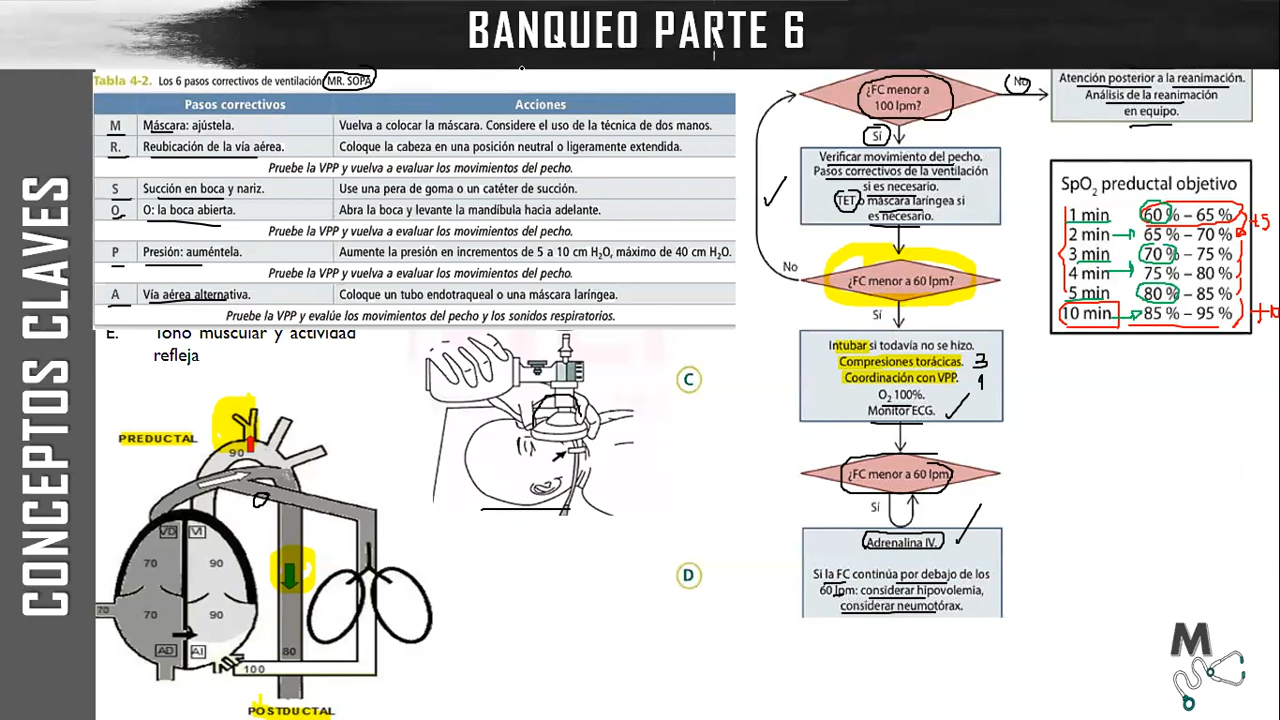 BANQUEO PARTE 6
CONCEPTOS CLAVES
Tabla 4-2. Los 6 pasos correctivos de ventilación MR. SOPA
Pasos correctivos Acciones
M Máscara: ajústela. Vuelva a colocar la máscara. Considere el uso de la técnica de dos manos.
R. Reubicación de la vía aérea. Coloque la cabeza en una posición neutral o ligeramente extendida.
Pruebe la VPP y vuelva a evaluar los movimientos del pecho.
S Succión en boca y nariz. Use una pera de goma o un catéter de succión.
O O: la boca abierta. Abra la boca y levante la mandíbula hacia adelante.
Pruebe la VPP y vuelva a evaluar los movimientos del pecho.
P Presión: auméntela. Aumente la presión en incrementos de 5 a 10 cm H₂O, máximo de 40 cm H₂O.
Pruebe la VPP y vuelva a evaluar los movimientos del pecho.
A Vía aérea alternativa. Coloque un tubo endotraqueal o una máscara laríngea.
Pruebe la VPP y evalúe los movimientos del pecho y los sonidos respiratorios.
E. Tono muscular y actividad
refleja
PREDUCTAL
90
VD VI
70 90
70 70 90
AD AI
80
100
POSTDUCTAL
C
D
¿FC menor a
100 lpm?
No
Atención posterior a la reanimación.
Análisis de la reanimación
en equipo.
Sí
Verificar movimiento del pecho.
Pasos correctivos de la ventilación
si es necesario.
TET o máscara laríngea si
es necesario.
No
¿FC menor a 60 lpm?
Sí
Intubar si todavía no se hizo.
Compresiones torácicas. 3
Coordinación con VPP. 1
O₂ 100%.
Monitor ECG.
¿FC menor a 60 lpm
Sí
Adrenalina IV.
Si la FC continúa por debajo de los
60 lpm: considerar hipovolemia,
considerar neumotórax.
SpO₂ preductal objetivo
1 min 60 % – 65 %
2 min 65 % – 70 % +5
3 min 70 % – 75 %
4 min 75 % – 80 %
5 min 80 % – 85 %
10 min 85 % – 95 % +10
M